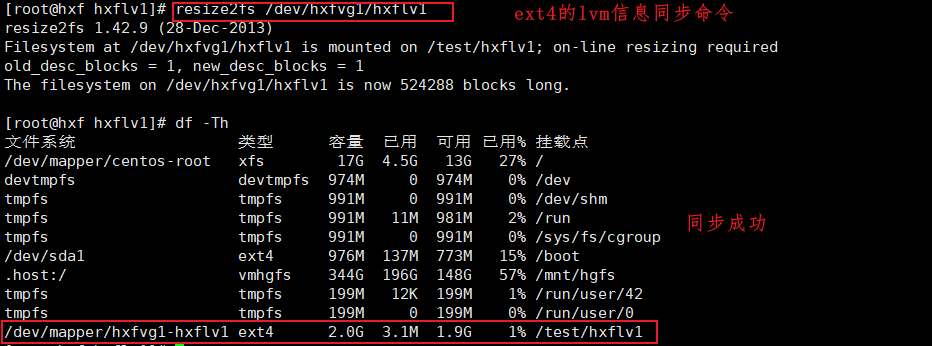 [root@hxf hxflv1]# resize2fs /dev/hxfvg1/hxflv1 ext4的lvm信息同步命令
resize2fs 1.42.9 (28-Dec-2013)
Filesystem at /dev/hxfvg1/hxflv1 is mounted on /test/hxflv1; on-line resizing required
old_desc_blocks = 1, new_desc_blocks = 1
The filesystem on /dev/hxfvg1/hxflv1 is now 524288 blocks long.
[root@hxf hxflv1]# df -Th
文件系统 类型 容量 已用 可用 已用% 挂载点
/dev/mapper/centos-root xfs 17G 4.5G 13G 27% /
devtmpfs devtmpfs 974M 0 974M 0% /dev
tmpfs tmpfs 991M 0 991M 0% /dev/shm
tmpfs tmpfs 991M 11M 981M 2% /run 同步成功
tmpfs tmpfs 991M 0 991M 0% /sys/fs/cgroup
/dev/sda1 ext4 976M 137M 773M 15% /boot
.host:/ vmhgfs 344G 196G 148G 57% /mnt/hgfs
tmpfs tmpfs 199M 12K 199M 1% /run/user/42
tmpfs tmpfs 199M 0 199M 0% /run/user/0
/dev/mapper/hxfvg1-hxflv1 ext4 2.0G 3.1M 1.9G 1% /test/hxflv1